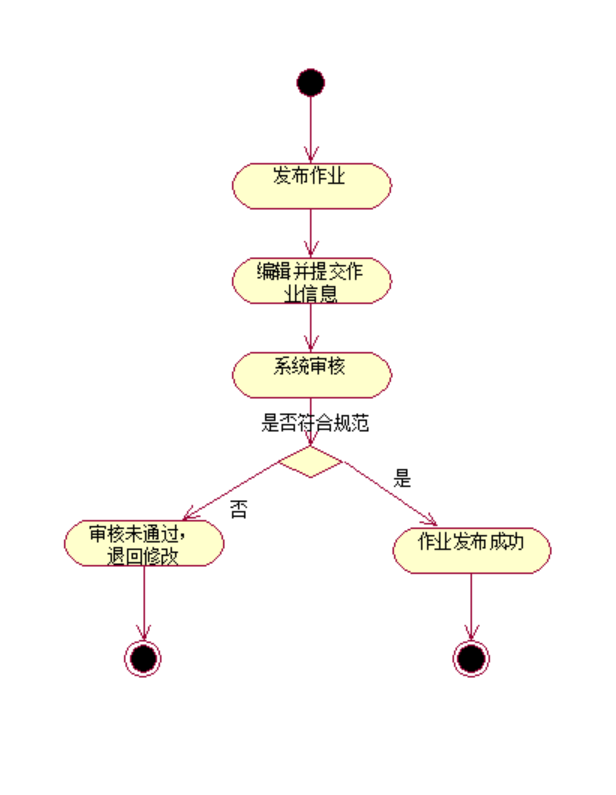 发布作业
编辑并提交作
业信息
系统审核
是否符合规范
是
否
审核未通过，
退回修改
作业发布成功